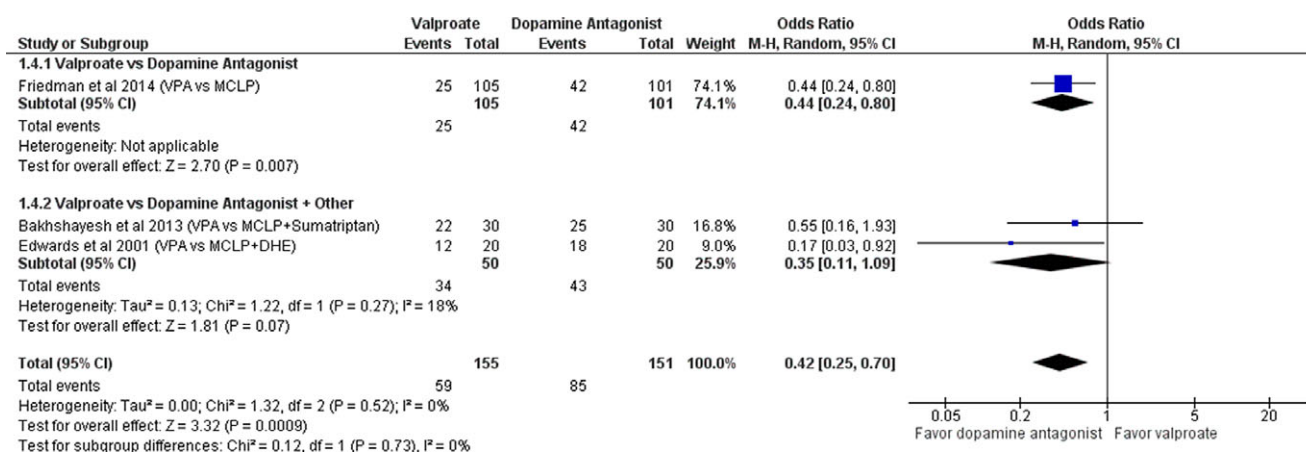 Valproate Dopamine Antagonist Odds Ratio Odds Ratio
Study or Subgroup Events Total Events Total Weight M-H, Random, 95% CI M-H, Random, 95% CI
1.4.1 Valproate vs Dopamine Antagonist
Friedman et al 2014 (VPA vs MCLP) 25 105 42 101 74.1% 0.44 [0.24, 0.80]
Subtotal (95% CI) 105 101 74.1% 0.44 [0.24, 0.80]
Total events 25 42
Heterogeneity: Not applicable
Test for overall effect: Z = 2.70 (P = 0.007)
1.4.2 Valproate vs Dopamine Antagonist + Other
Bakhshayesh et al 2013 (VPA vs MCLP+Sumatriptan) 22 30 25 30 16.8% 0.55 [0.16, 1.93]
Edwards et al 2001 (VPA vs MCLP+DHE) 12 20 18 20 9.0% 0.17 [0.03, 0.92]
Subtotal (95% CI) 50 50 25.9% 0.35 [0.11, 1.09]
Total events 34 43
Heterogeneity: Tau² = 0.13; Chi² = 1.22, df = 1 (P = 0.27); I² = 18%
Test for overall effect: Z = 1.81 (P = 0.07)
Total (95% CI) 155 151 100.0% 0.42 [0.25, 0.70]
Total events 59 85
Heterogeneity: Tau² = 0.00; Chi² = 1.32, df = 2 (P = 0.52); I² = 0%
Test for overall effect: Z = 3.32 (P = 0.0009)
Test for subgroup differences: Chi² = 0.12, df = 1 (P = 0.73), I² = 0%
0.05 0.2 1 5 20
Favor dopamine antagonist Favor valproate